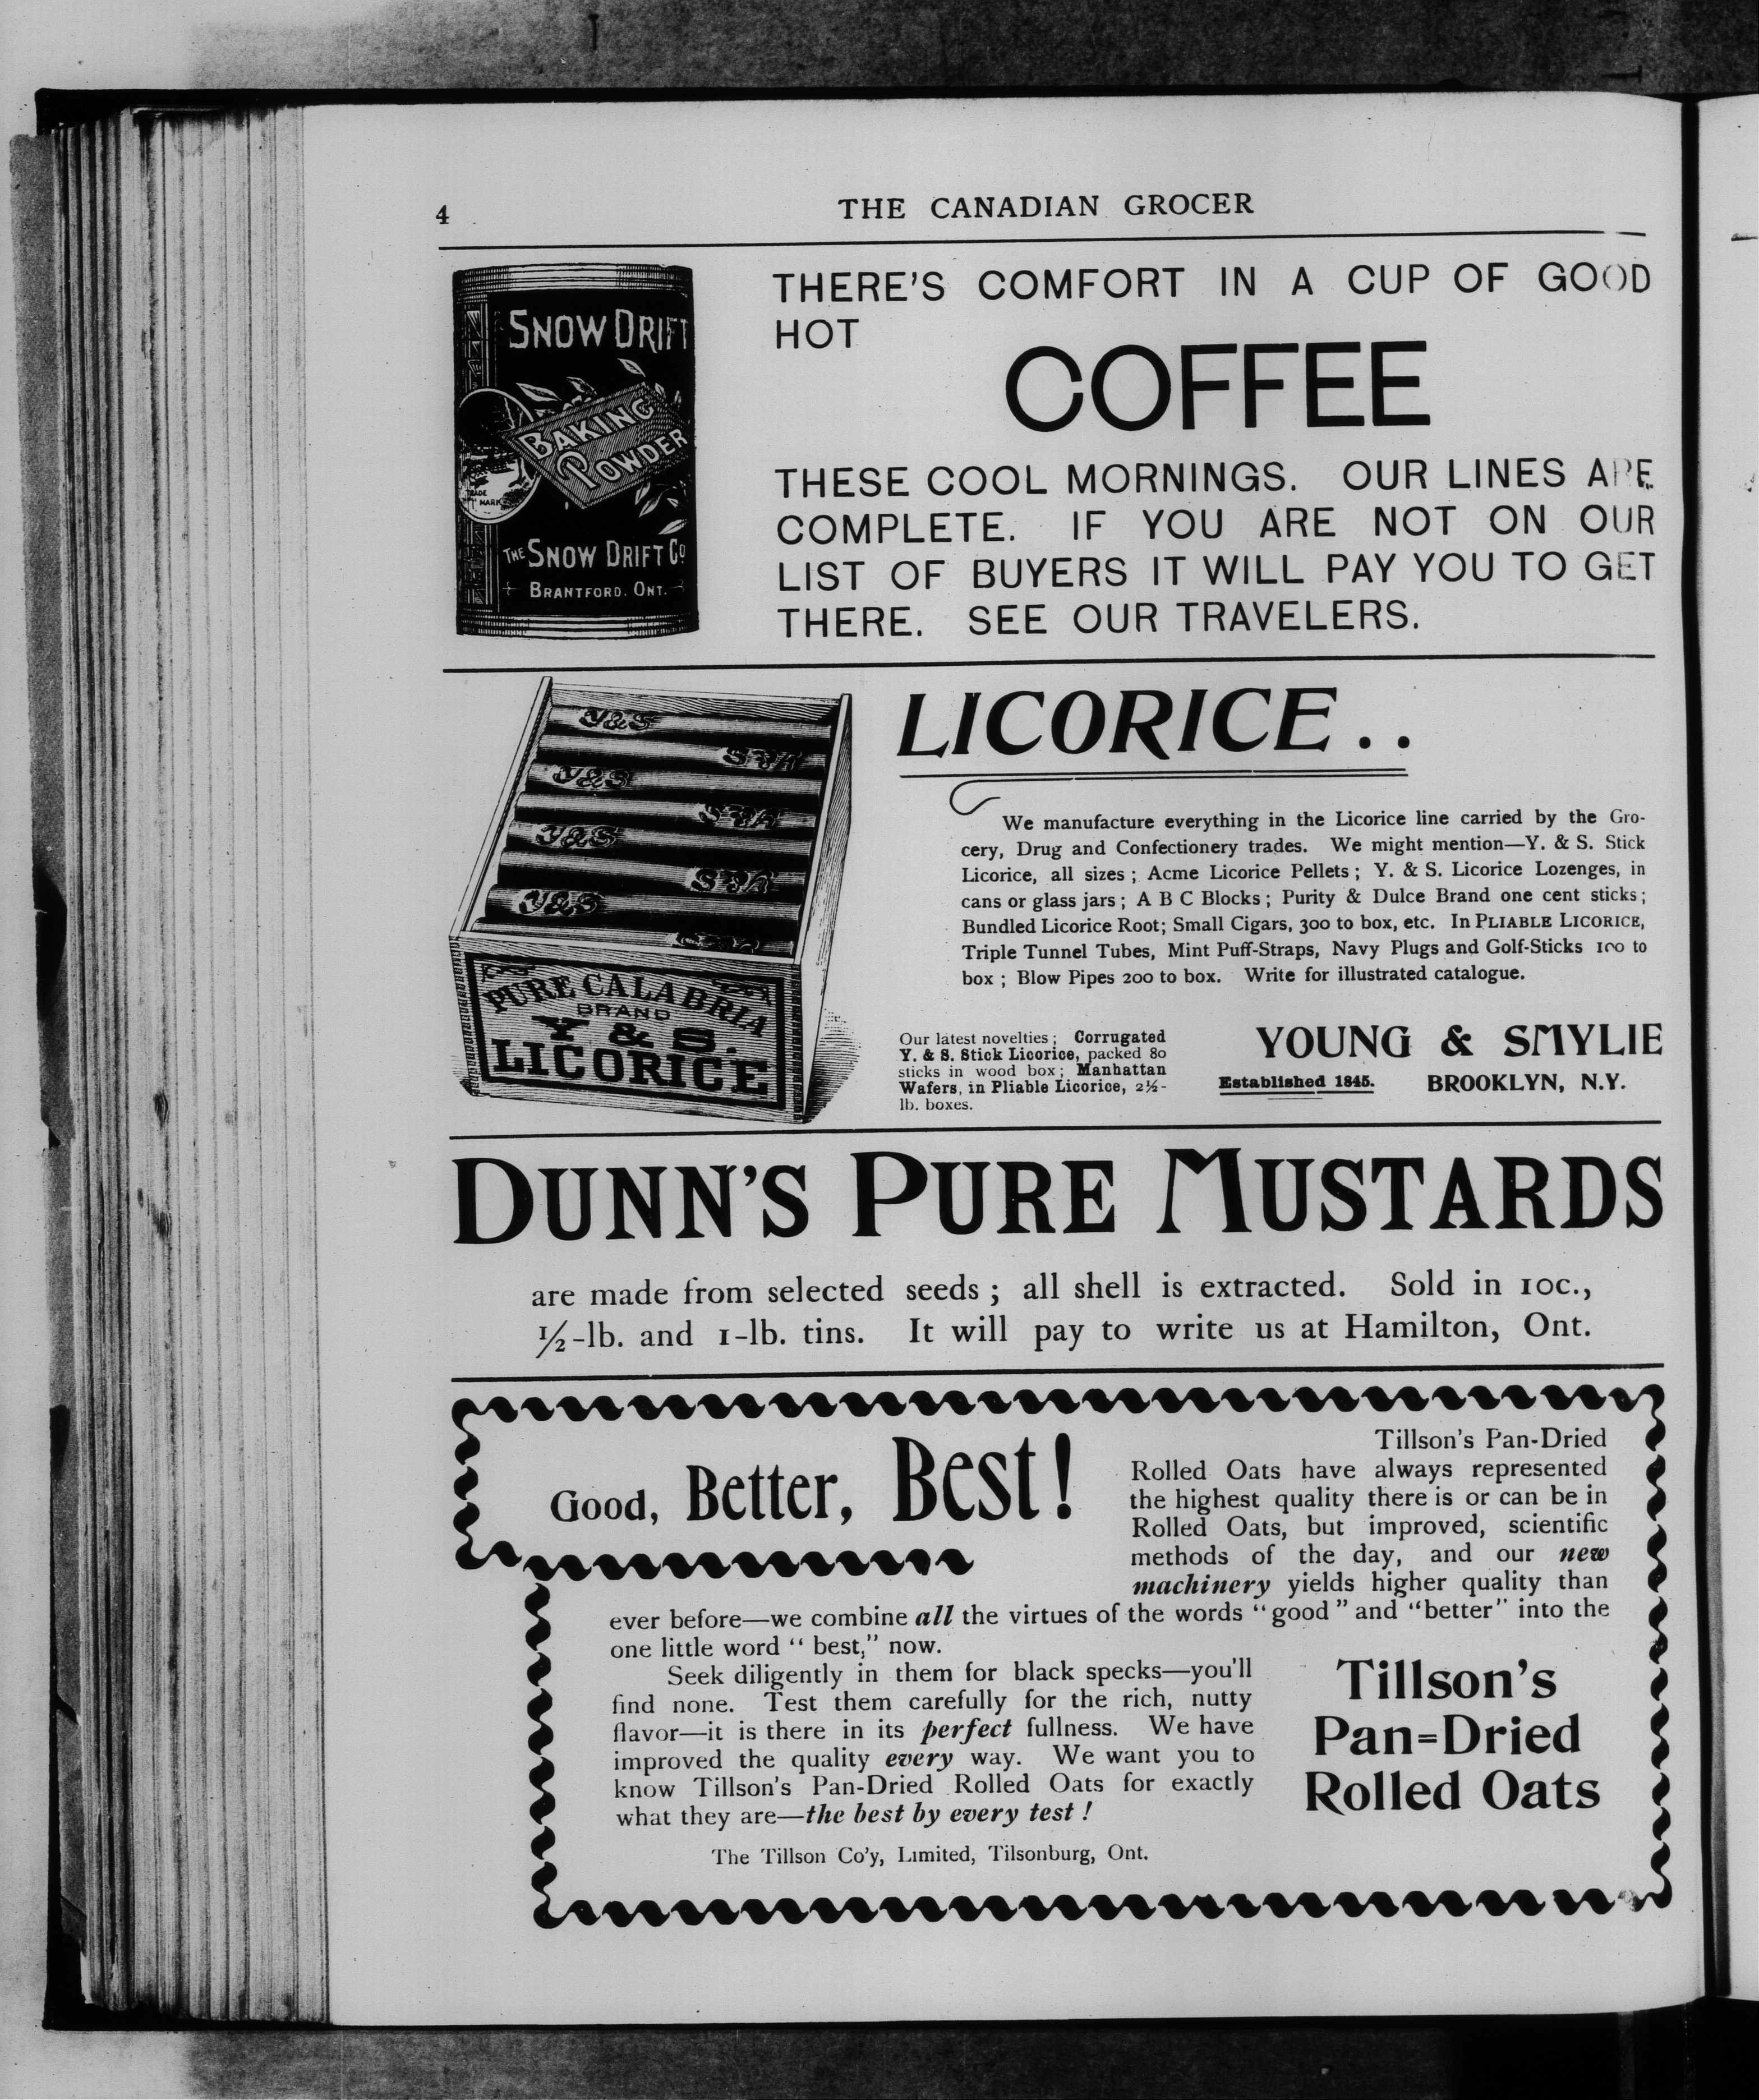 4
THE CANADIAN GROCER
SNOW DRIFT
BAKING
POWDER
TRADE
MARK
THE SNOW DRIFT Co.
BRANTFORD. ONT.
THERE'S COMFORT IN A CUP OF GOOD
HOT
COFFEE
THESE COOL MORNINGS. OUR LINES ARE
COMPLETE. IF YOU ARE NOT ON OUR
LIST OF BUYERS IT WILL PAY YOU TO GET
THERE. SEE OUR TRAVELERS.
Y&S
Y&S
Y&S
Y&S
Y&S
Y&S
Y&S
PURE CALABRIA
BRAND
Y & S.
LICORICE
LICORICE . .
We manufacture everything in the Licorice line carried by the Gro-
cery, Drug and Confectionery trades. We might mention—Y. & S. Stick
Licorice, all sizes ; Acme Licorice Pellets ; Y. & S. Licorice Lozenges, in
cans or glass jars ; A B C Blocks ; Purity & Dulce Brand one cent sticks ;
Bundled Licorice Root; Small Cigars, 300 to box, etc. In PLIABLE LICORICE,
Triple Tunnel Tubes, Mint Puff-Straps, Navy Plugs and Golf-Sticks 100 to
box ; Blow Pipes 200 to box. Write for illustrated catalogue.
Our latest novelties ; Corrugated
Y. & S. Stick Licorice, packed 80
sticks in wood box ; Manhattan
Wafers, in Pliable Licorice, 2½-
lb. boxes.
YOUNG & SMYLIE
Established 1845. BROOKLYN, N.Y.
DUNN'S PURE MUSTARDS
are made from selected seeds ; all shell is extracted. Sold in 10c.,
½-lb. and 1-lb. tins. It will pay to write us at Hamilton, Ont.
Good, Better, Best!
Tillson's Pan-Dried
Rolled Oats have always represented
the highest quality there is or can be in
Rolled Oats, but improved, scientific
methods of the day, and our new
machinery yields higher quality than
ever before—we combine all the virtues of the words "good" and "better" into the
one little word "best," now.
Seek diligently in them for black specks—you'll
find none. Test them carefully for the rich, nutty
flavor—it is there in its perfect fullness. We have
improved the quality every way. We want you to
know Tillson's Pan-Dried Rolled Oats for exactly
what they are—the best by every test !
Tillson's
Pan-Dried
Rolled Oats
The Tillson Co'y, Limited, Tilsonburg, Ont.